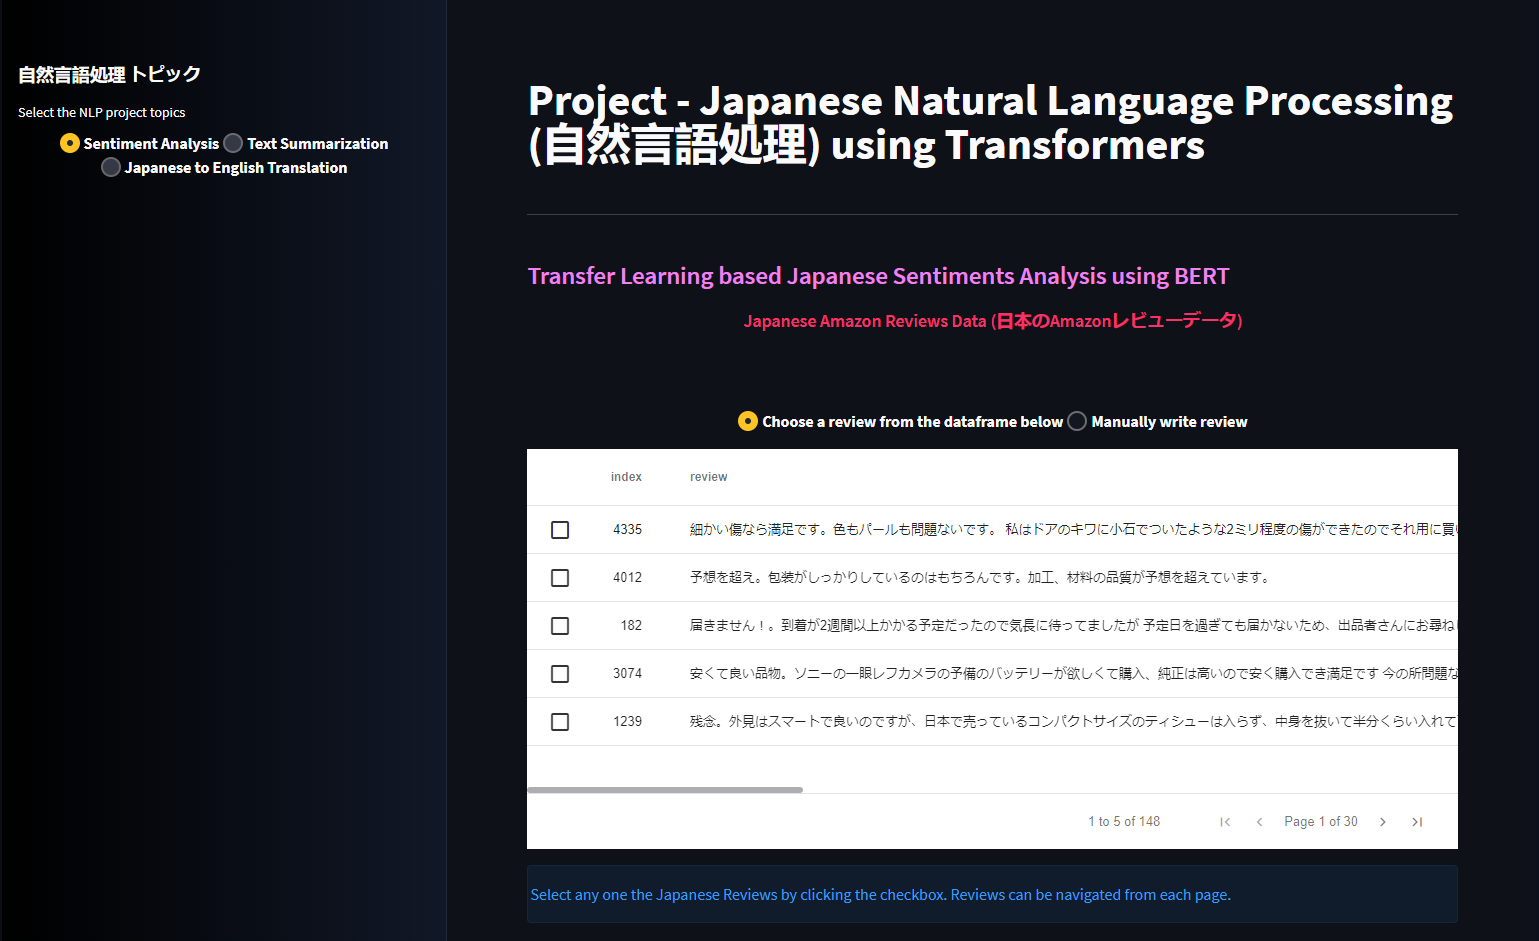 自然言語処理 トピック
Select the NLP project topics
Sentiment Analysis Text Summarization
Japanese to English Translation
Project - Japanese Natural Language Processing
(自然言語処理) using Transformers
Transfer Learning based Japanese Sentiments Analysis using BERT
Japanese Amazon Reviews Data (日本のAmazonレビューデータ)
Choose a review from the dataframe below Manually write review
index review
4335 細かい傷なら満足です。色もパールも問題ないです。 私はドアのキワに小石でついたような2ミリ程度の傷ができたのでそれ用に買い
4012 予想を超え。包装がしっかりしているのはもちろんです。加工、材料の品質が予想を超えています。
182 届きません！。到着が2週間以上かかる予定だったので気長に待ってましたが 予定日を過ぎても届かないため、出品者さんにお尋ねし
3074 安くて良い品物。ソニーの一眼レフカメラの予備のバッテリーが欲しくて購入、純正は高いので安く購入でき満足です 今の所問題な
1239 残念。外見はスマートで良いのですが、日本で売っているコンパクトサイズのティシューは入らず、中身を抜いて半分くらい入れて
1 to 5 of 148 Page 1 of 30
Select any one the Japanese Reviews by clicking the checkbox. Reviews can be navigated from each page.